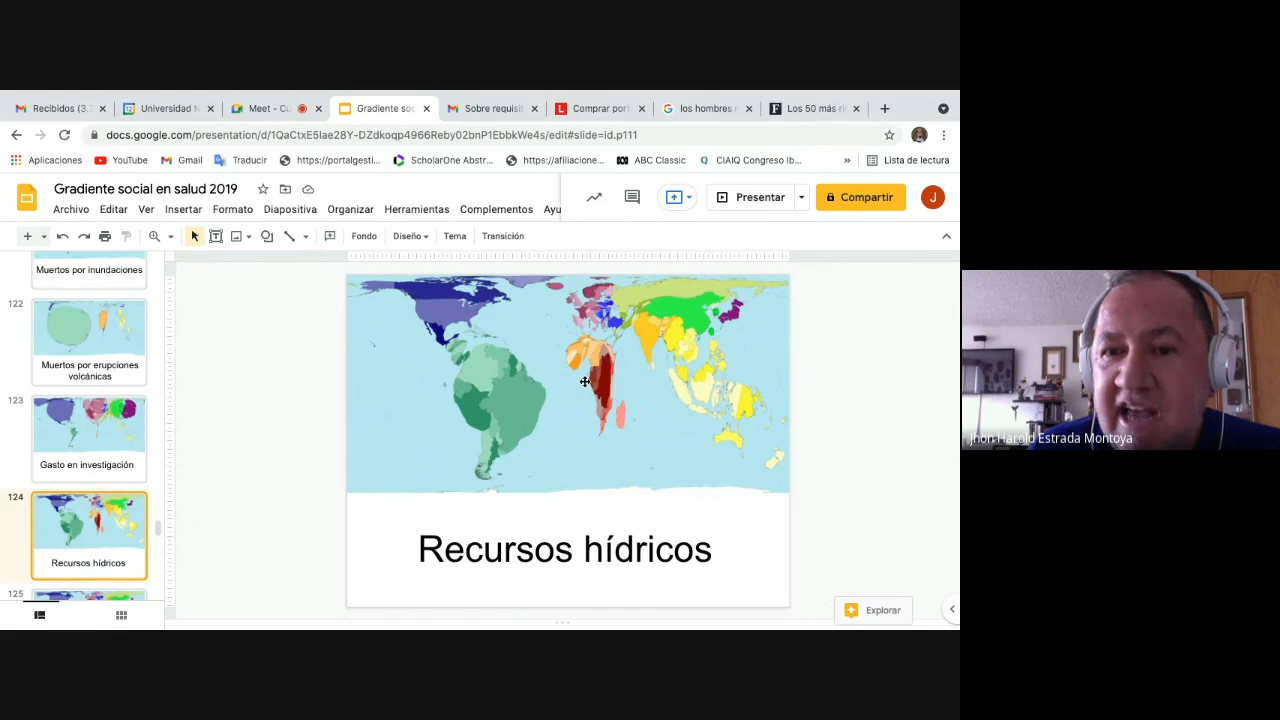 Recibidos (3.7
Universidad N
Meet - Cu
Gradiente soc
Sobre requisit
Comprar port
los hombres m
Los 50 más ri
docs.google.com/presentation/d/1QaCtxE5lae28Y-DZdkoqp4966Reby02bnP1EbbkWe4s/edit#slide=id.p111
Aplicaciones
YouTube
Gmail
Traducir
https://portalgesti...
ScholarOne Abstr...
https://afiliacione...
ABC Classic
CIAIQ Congreso Ib...
»
Lista de lectura
Gradiente social en salud 2019
Archivo
Editar
Ver
Insertar
Formato
Diapositiva
Organizar
Herramientas
Complementos
Ayu
Presentar
Compartir
J
Fondo
Diseño
Tema
Transición
Muertos por inundaciones
122
Muertos por erupciones
volcánicas
123
Gasto en investigación
124
Recursos hídricos
125
Recursos hídricos
Explorar
Jhon Harold Estrada Montoya